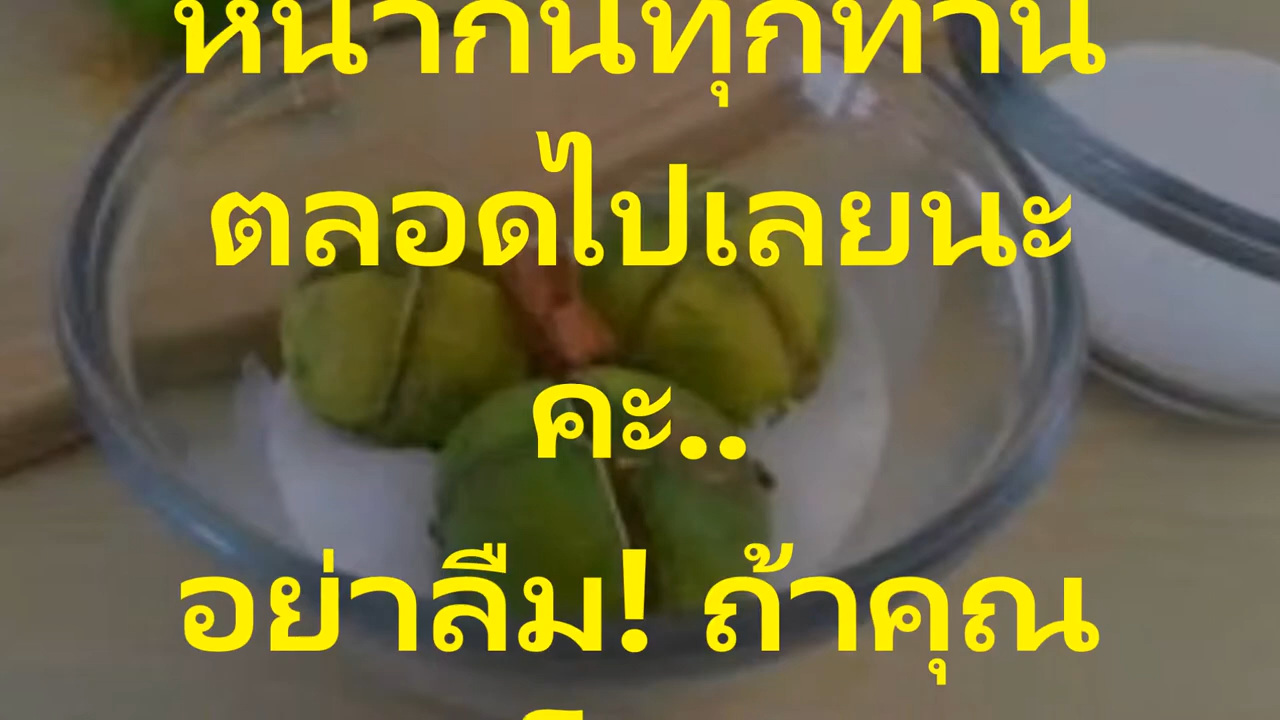 หน้ากันทุกท่าน
ตลอดไปเลยนะ
คะ..
อย่าลืม! ถ้าคุณ